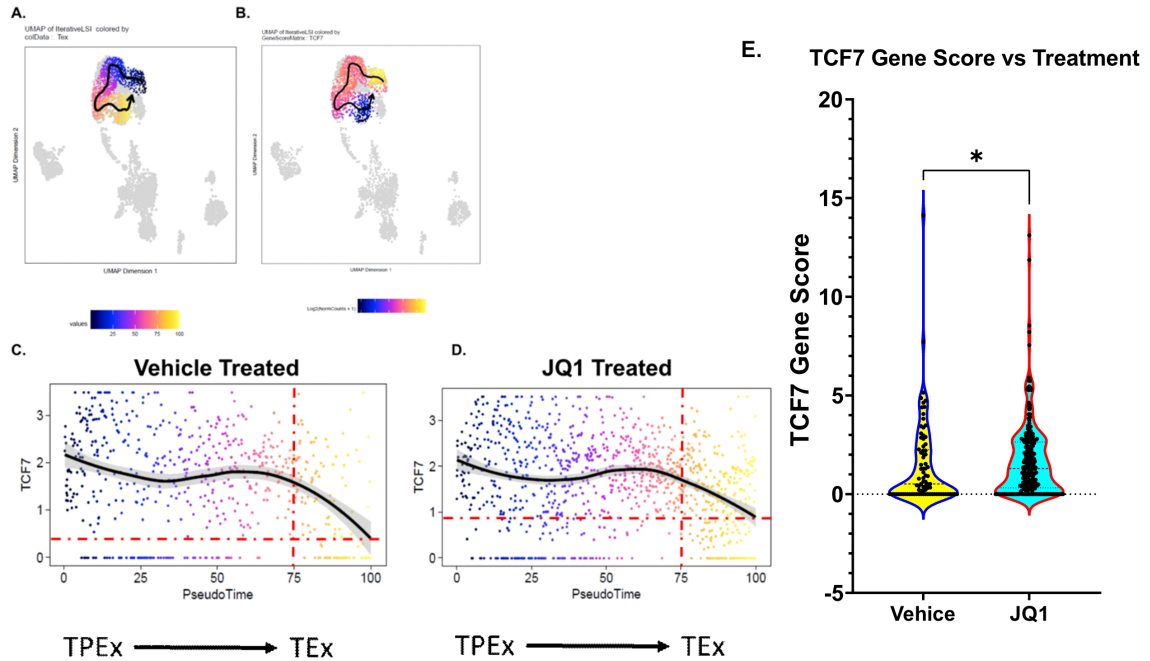 A.
UMAP of IterativeLSI colored by
colData : Tex
UMAP Dimension 2
UMAP Dimension 1
values
25 50 75 100
B.
UMAP of IterativeLSI colored by
GeneScoreMatrix : TCF7
UMAP Dimension 2
UMAP Dimension 1
Log2(NormCounts + 1)
C.
Vehicle Treated
TCF7
3
2
1
0
0 25 50 75 100
PseudoTime
TPEx TEx
D.
JQ1 Treated
TCF7
3
2
1
0
0 25 50 75 100
PseudoTime
TPEx TEx
E.
TCF7 Gene Score vs Treatment
TCF7 Gene Score
20
15
10
5
0
-5
*
Vehice JQ1